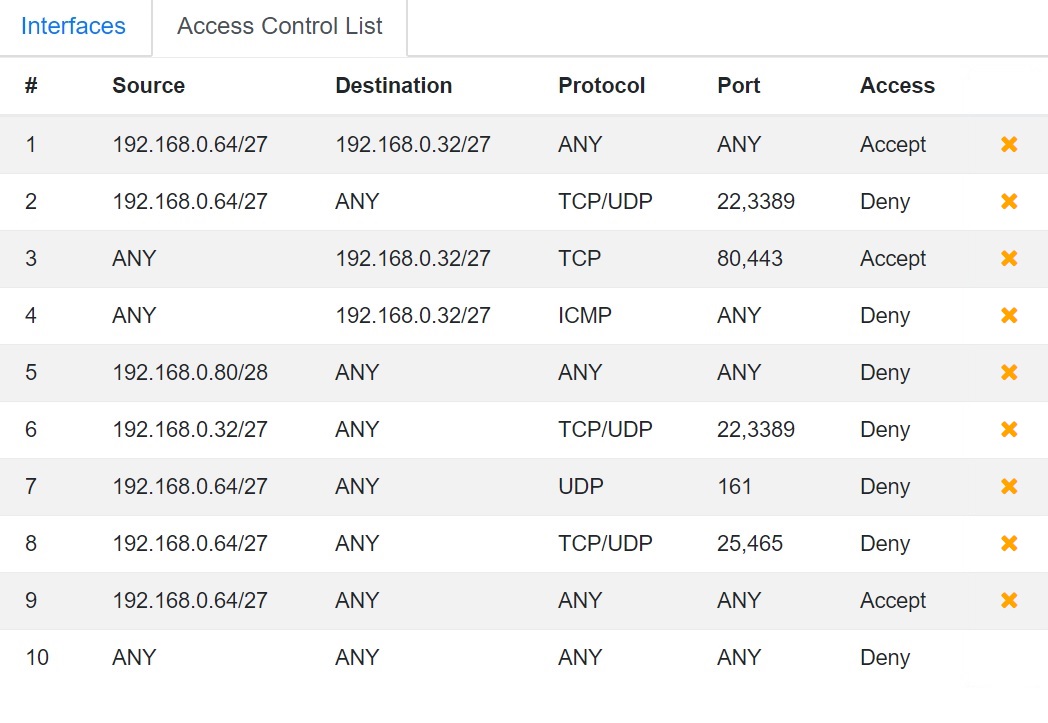 Interfaces Access Control List
# Source Destination Protocol Port Access
1 192.168.0.64/27 192.168.0.32/27 ANY ANY Accept
2 192.168.0.64/27 ANY TCP/UDP 22,3389 Deny
3 ANY 192.168.0.32/27 TCP 80,443 Accept
4 ANY 192.168.0.32/27 ICMP ANY Deny
5 192.168.0.80/28 ANY ANY ANY Deny
6 192.168.0.32/27 ANY TCP/UDP 22,3389 Deny
7 192.168.0.64/27 ANY UDP 161 Deny
8 192.168.0.64/27 ANY TCP/UDP 25,465 Deny
9 192.168.0.64/27 ANY ANY ANY Accept
10 ANY ANY ANY ANY Deny